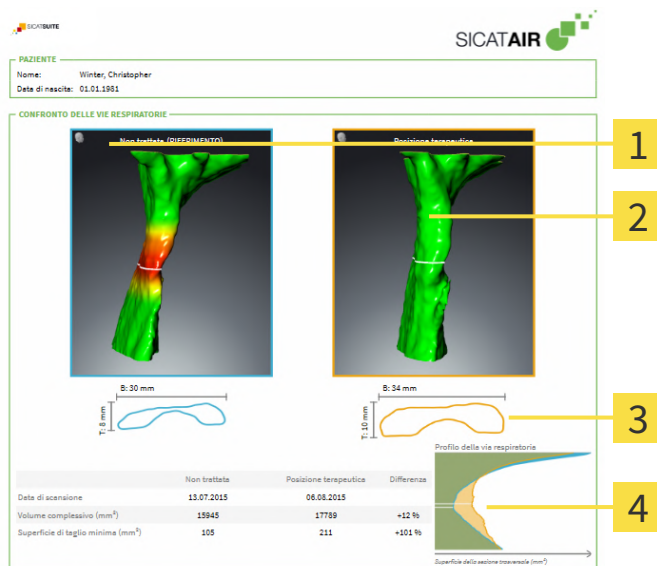 SICATSUITE
SICATAIR
PAZIENTE
Nome: Winter, Christopher
Data di nascita: 01.01.1981
CONFRONTO DELLE VIE RESPIRATORIE
Non trattata (RIFERIMENTO)
Posizione terapeutica
1
2
B: 30 mm
T: 8 mm
B: 34 mm
T: 10 mm
3
Profilo della via respiratoria
Non trattata Posizione terapeutica Differenza
Data di scansione 13.07.2015 06.08.2015
Volume complessivo (mm³) 15945 17789 +12 %
Superficie di taglio minima (mm²) 105 211 +101 %
4
Superficie della sezione trasversale (mm²)